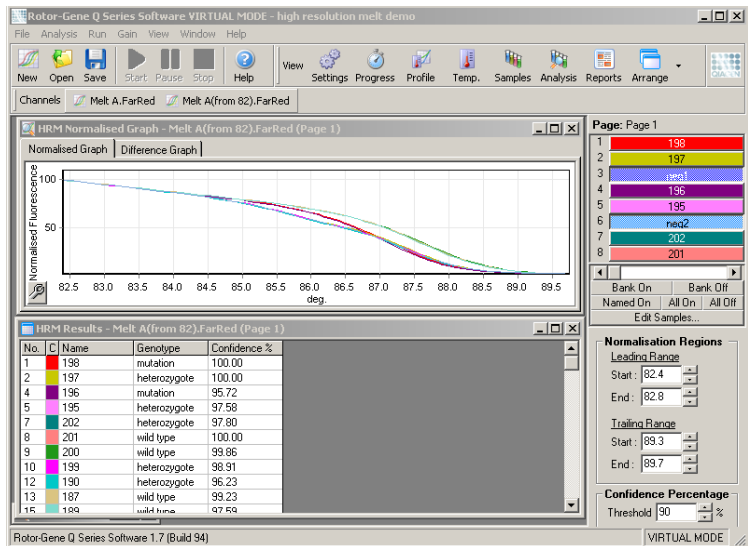 Rotor-Gene Q Series Software VIRTUAL MODE - high resolution melt demo
File Analysis Run Gain View Window Help
New Open Save Start Pause Stop Help View Settings Progress Profile Temp. Samples Analysis Reports Arrange
QIAGEN
Channels Melt A.FarRed Melt A(from 82).FarRed
HRM Normalised Graph - Melt A(from 82).FarRed (Page 1)
Normalised Graph Difference Graph
Normalised Fluorescence
100
50
82.5 83.0 83.5 84.0 84.5 85.0 85.5 86.0 86.5 87.0 87.5 88.0 88.5 89.0 89.5
deg.
HRM Results - Melt A(from 82).FarRed (Page 1)
No. C Name Genotype Confidence %
1 198 mutation 100.00
2 197 heterozygote 100.00
4 196 mutation 95.72
5 195 heterozygote 97.58
7 202 heterozygote 97.80
8 201 wild type 100.00
9 200 wild type 99.86
10 199 heterozygote 98.91
12 190 heterozygote 96.23
13 187 wild type 99.23
15 189 wild type 97.59
Page: Page 1
1 198
2 197
3 neg1
4 196
5 195
6 neg2
7 202
8 201
Bank On Bank Off
Named On All On All Off
Edit Samples...
Normalisation Regions
Leading Range
Start: 82.4
End: 82.8
Trailing Range
Start: 89.3
End: 89.7
Confidence Percentage
Threshold 90 %
Rotor-Gene Q Series Software 1.7 (Build 94)
VIRTUAL MODE